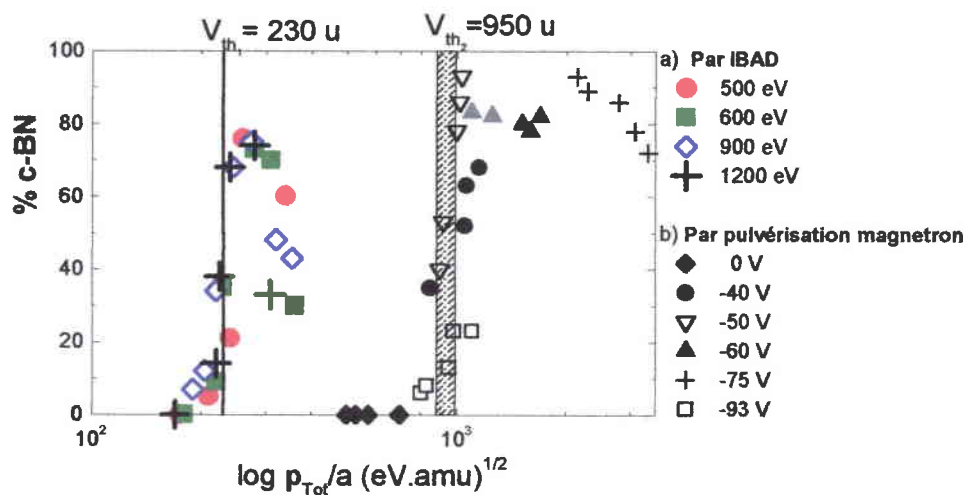 V_th = 230 u V_th₂ =950 u
100
80
60
40
20
0
% c-BN
10² 10³
log p_Tot/a (eV.amu)^1/2
a) Par IBAD
500 eV
600 eV
900 eV
1200 eV
b) Par pulvérisation magnetron
0 V
-40 V
-50 V
-60 V
-75 V
-93 V